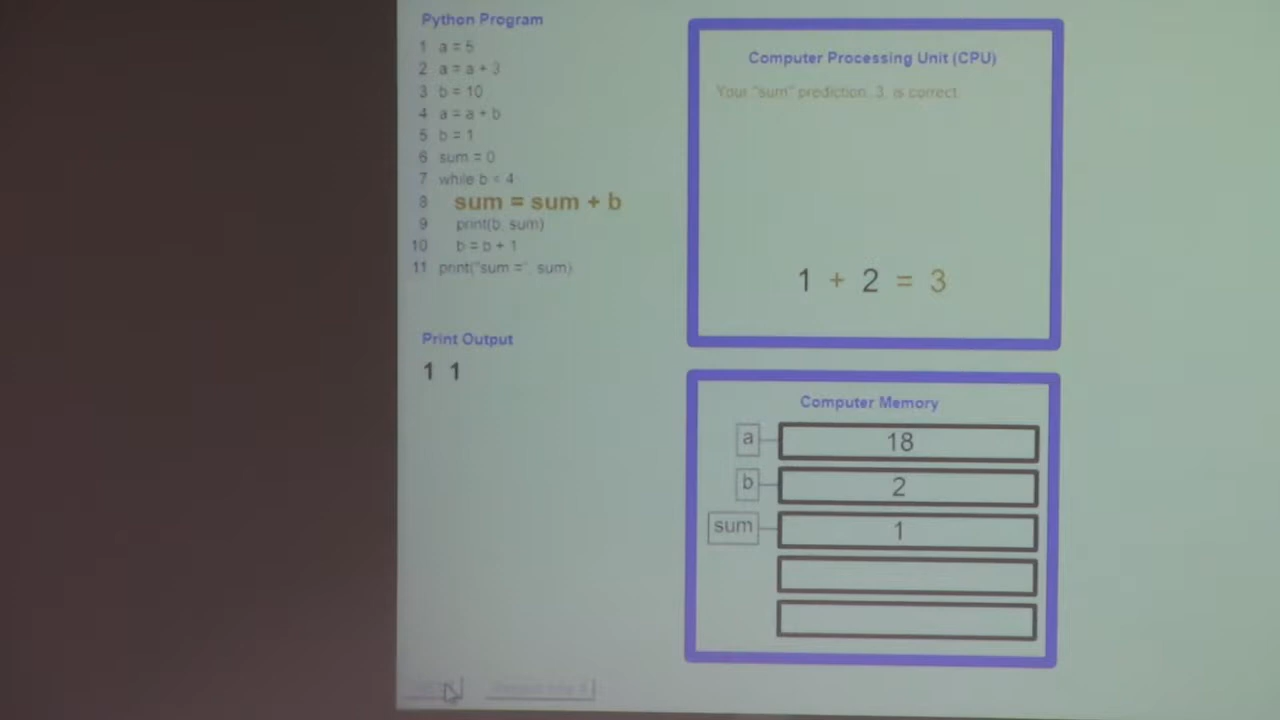 Python Program
1 a = 5
2 a = a + 3
3 b = 10
4 a = a + b
5 b = 1
6 sum = 0
7 while b < 4
8 sum = sum + b
9 print(b, sum)
10 b = b + 1
11 print("sum =", sum)
Print Output
1 1
Computer Processing Unit (CPU)
Your "sum" prediction, 3, is correct
1 + 2 = 3
Computer Memory
a 18
b 2
sum 1